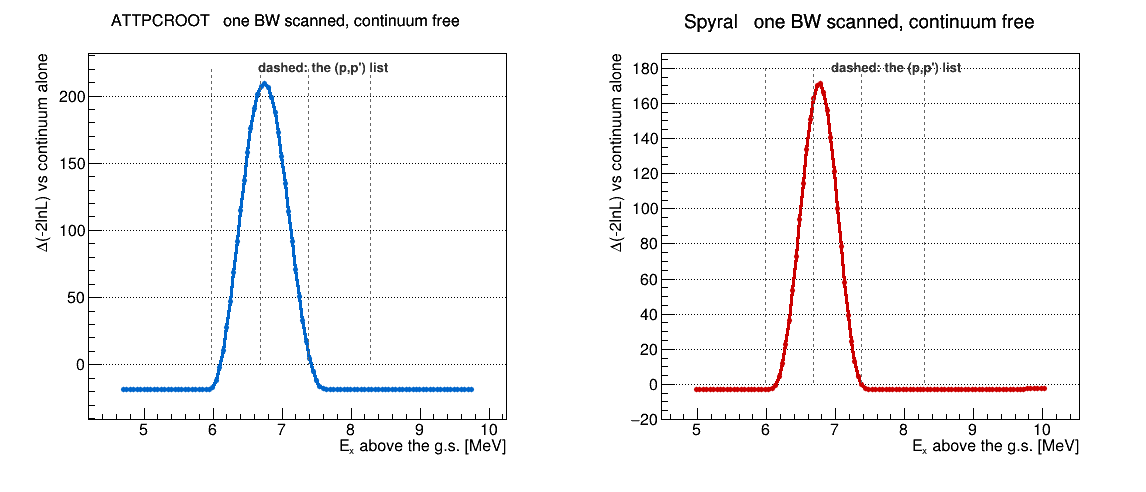 ATTPCROOT one BW scanned, continuum free
Δ(-2lnL) vs continuum alone
dashed: the (p,p') list
200
150
100
50
0
5 6 7 8 9 10
E_x above the g.s. [MeV]
Spyral one BW scanned, continuum free
Δ(-2lnL) vs continuum alone
dashed: the (p,p') list
180
160
140
120
100
80
60
40
20
0
−20
5 6 7 8 9 10
E_x above the g.s. [MeV]